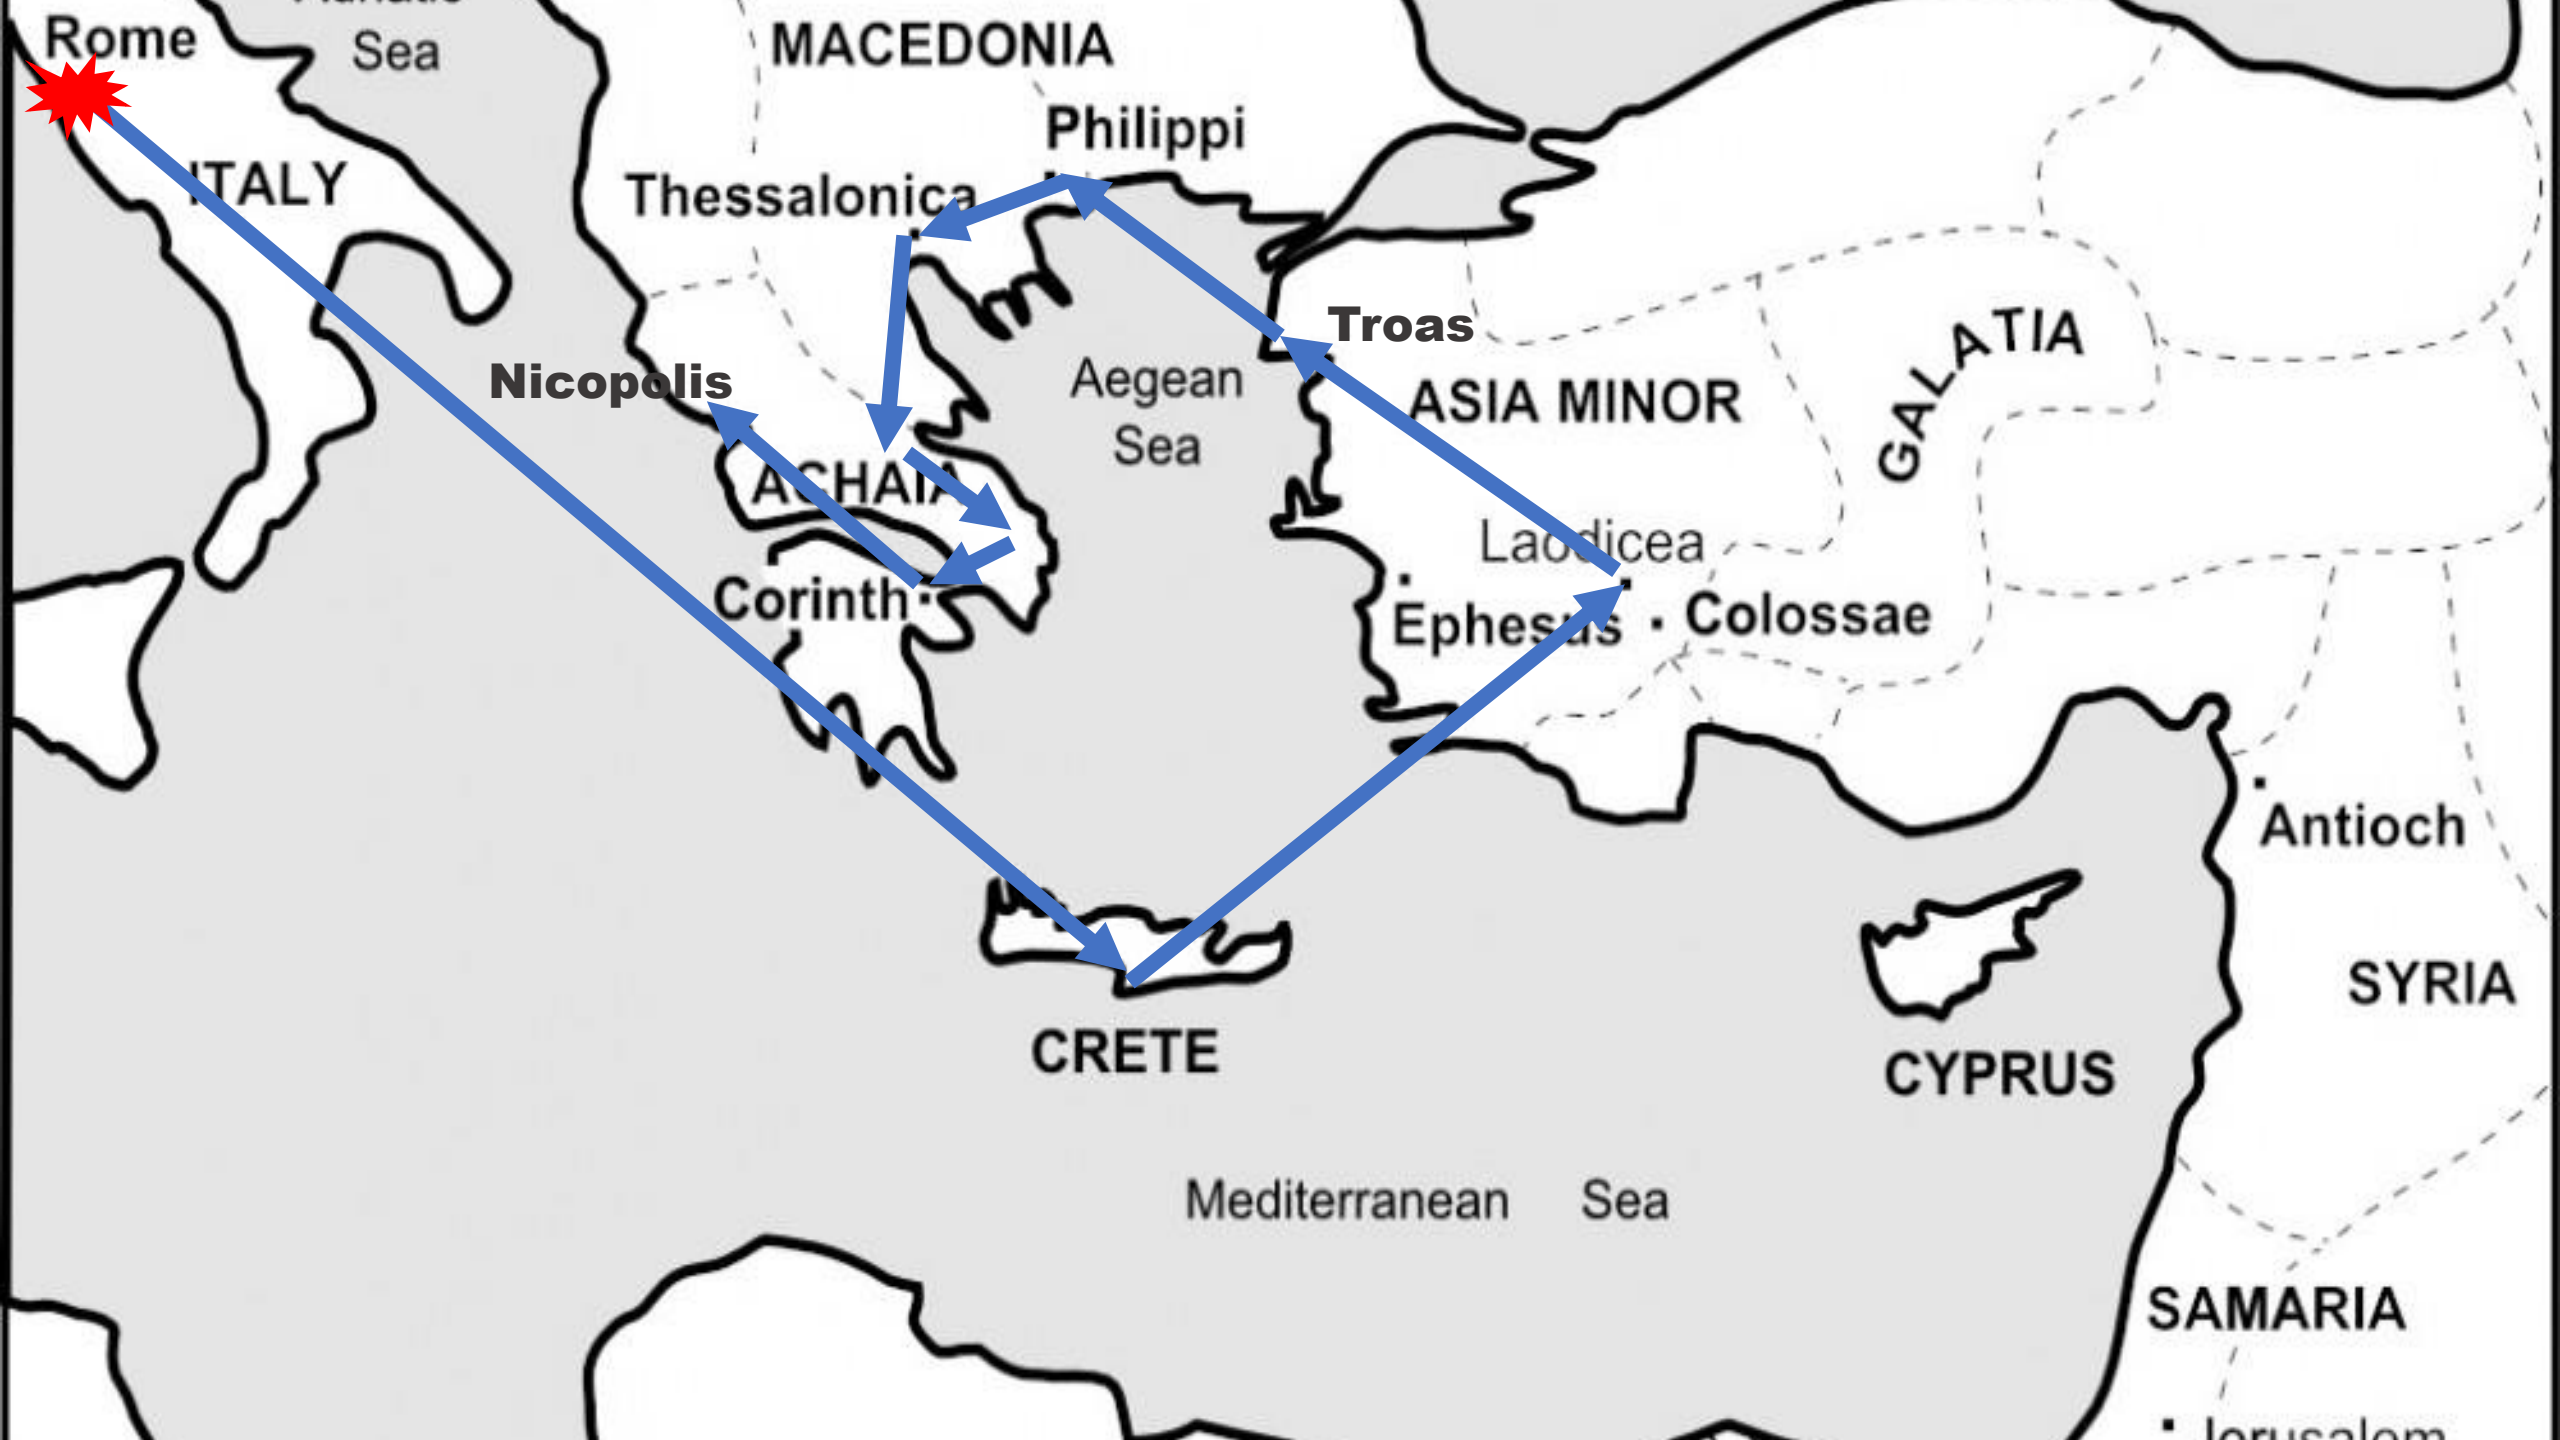 Rome
Sea
MACEDONIA
Philippi
ITALY
Thessalonica
Troas
GALATIA
Nicopolis
Aegean
Sea
ASIA MINOR
ACHAIA
Laodicea
Corinth
Ephesus
Colossae
Antioch
SYRIA
CRETE
CYPRUS
Mediterranean Sea
SAMARIA
Jerusalem